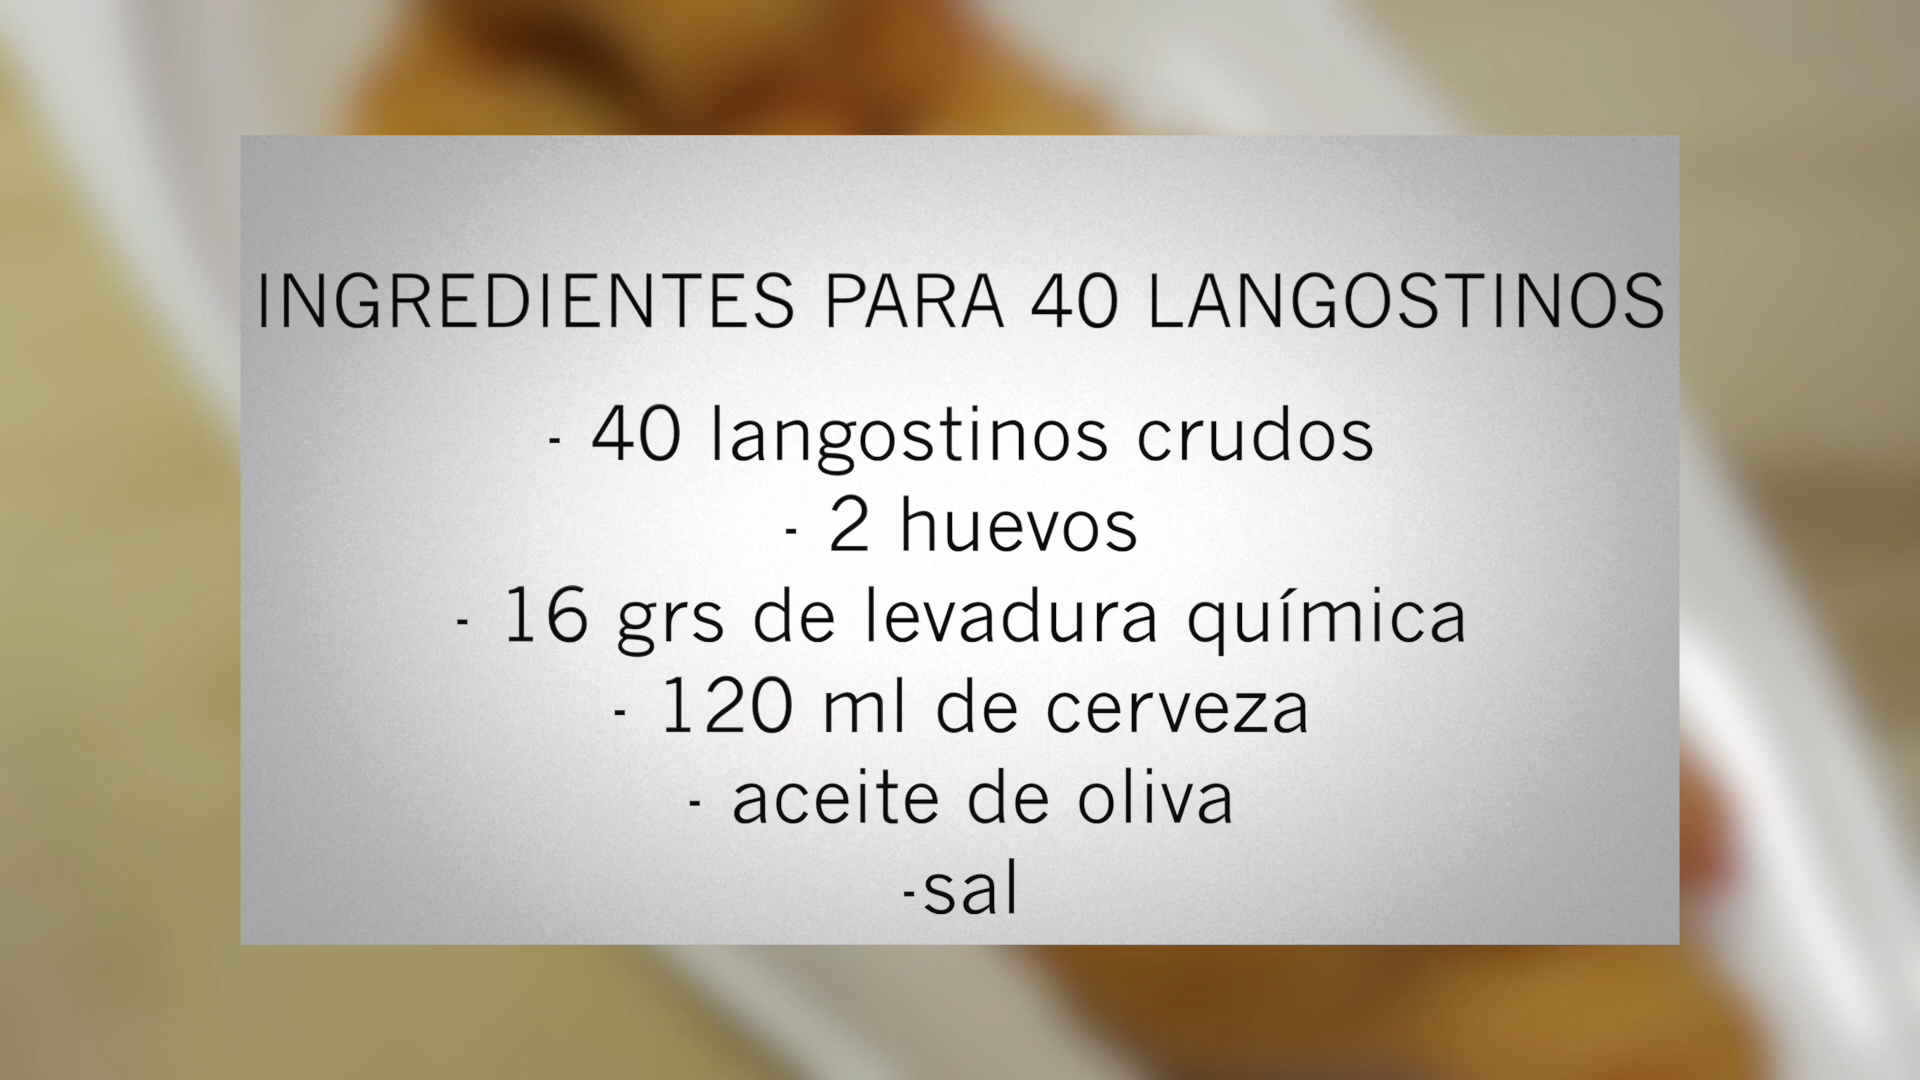 INGREDIENTES PARA 40 LANGOSTINOS
- 40 langostinos crudos
- 2 huevos
- 16 grs de levadura química
- 120 ml de cerveza
- aceite de oliva
-sal